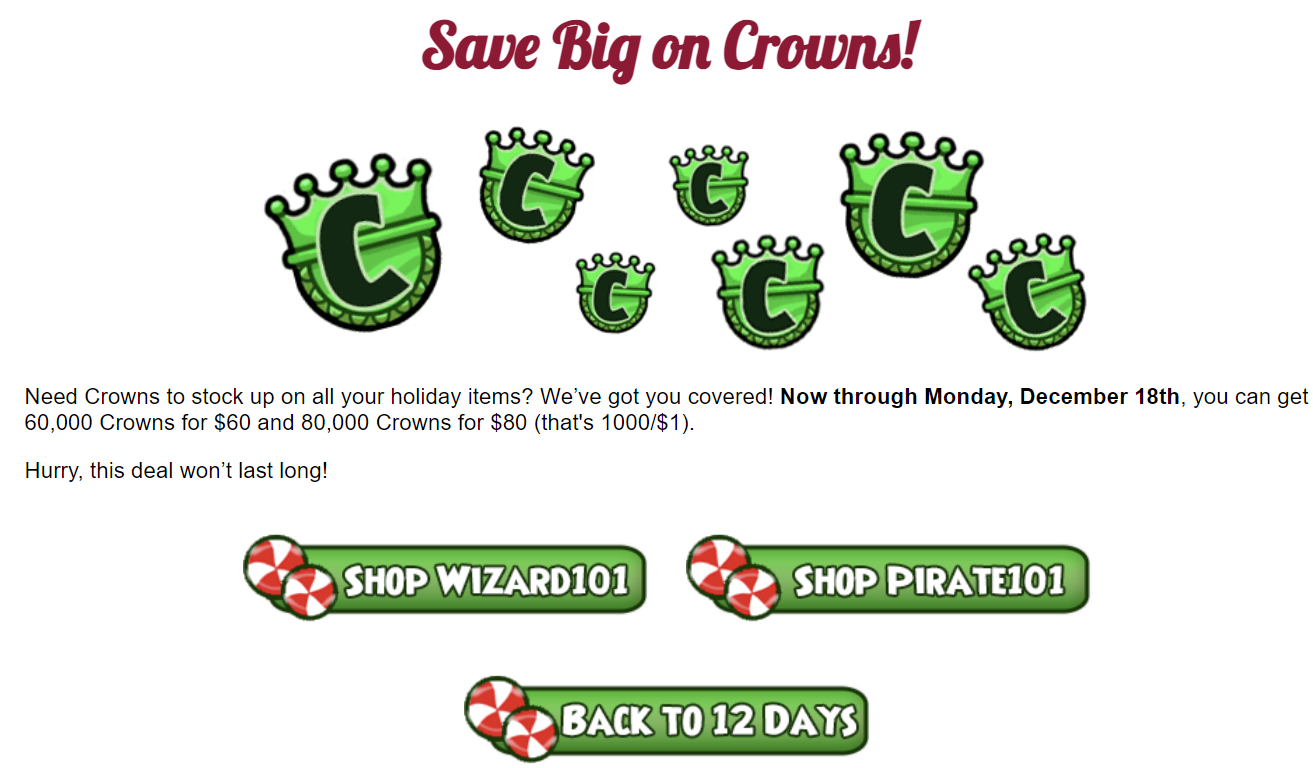 Save Big on Crowns!
C C C C C C C
Need Crowns to stock up on all your holiday items? We’ve got you covered! Now through Monday, December 18th, you can get
60,000 Crowns for $60 and 80,000 Crowns for $80 (that's 1000/$1).
Hurry, this deal won’t last long!
SHOP WIZARD101
SHOP PIRATE101
BACK TO 12 DAYS